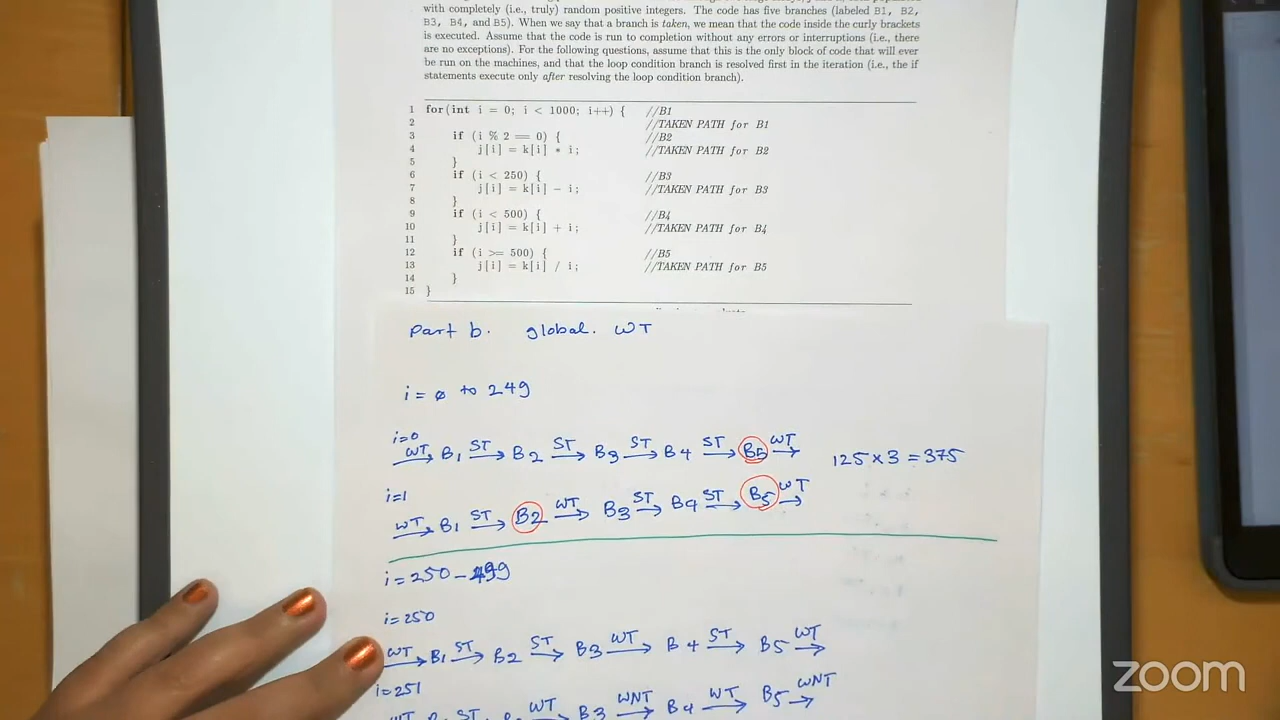 with completely (i.e., truly) random positive integers. The code has five branches (labeled B1, B2,
B3, B4, and B5). When we say that a branch is taken, we mean that the code inside the curly brackets
is executed. Assume that the code is run to completion without any errors or interruptions (i.e., there
are no exceptions). For the following questions, assume that this is the only block of code that will ever
be run on the machines, and that the loop condition branch is resolved first in the iteration (i.e., the if
statements execute only after resolving the loop condition branch).
1 for(int i = 0; i < 1000; i++) { //B1
2 //TAKEN PATH for B1
3 if (i % 2 == 0) { //B2
4 j[i] = k[i] * i; //TAKEN PATH for B2
5 }
6 if (i < 250) { //B3
7 j[i] = k[i] - i; //TAKEN PATH for B3
8 }
9 if (i < 500) { //B4
10 j[i] = k[i] + i; //TAKEN PATH for B4
11 }
12 if (i >= 500) { //B5
13 j[i] = k[i] / i; //TAKEN PATH for B5
14 }
15 }
Part b. global. WT
i = 0 to 249
i=0
WT→ B1 ST→ B2 ST→ B3 ST→ B4 ST→ B5 WT→ 125 x 3 = 375
i=1
WT→ B1 ST→ B2 WT→ B3 ST→ B4 ST→ B5 WT→
i = 250 - 499
i=250
WT→ B1 ST→ B2 ST→ B3 WT→ B4 ST→ B5 WT→
i=251
WT ST WT→ B3 WNT→ B4 WT→ B5 WNT→
zoom